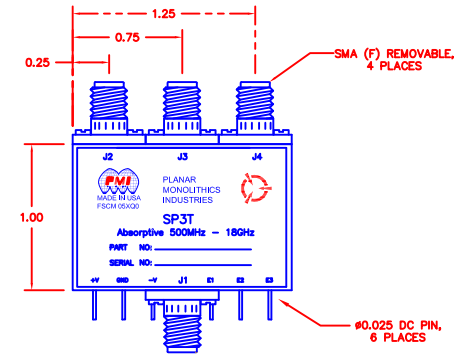 1.25
0.75
0.25
SMA (F) REMOVABLE,
4 PLACES
J2 J3 J4
1.00
PMI
MADE IN USA
FSCM 05XQ0
PLANAR
MONOLITHICS
INDUSTRIES
SP3T
Absorptive 500MHz - 18GHz
PART NO:
SERIAL NO:
+V GND -V J1 E1 E2 E3
ø0.025 DC PIN,
6 PLACES